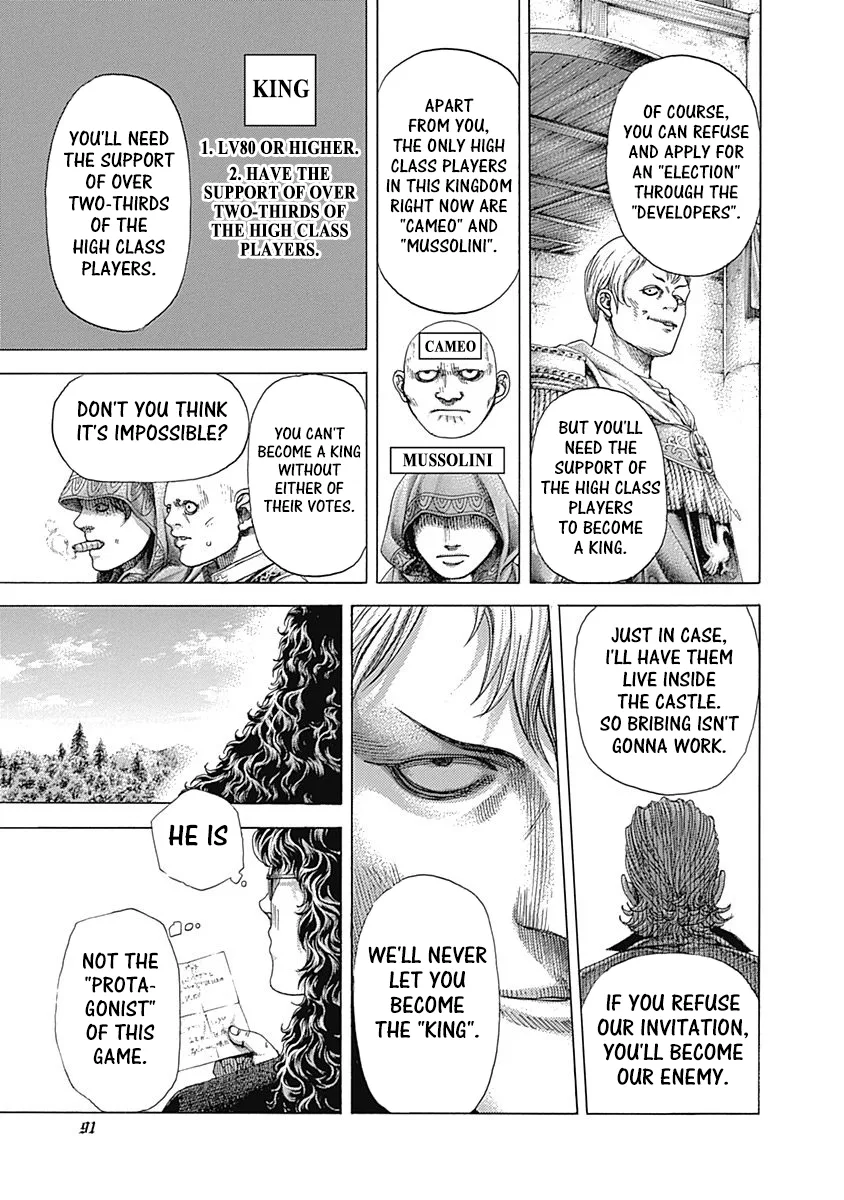 OF COURSE,
YOU CAN REFUSE
AND APPLY FOR
AN "ELECTION"
THROUGH THE
"DEVELOPERS".
BUT YOU'LL
NEED THE
SUPPORT OF
THE HIGH CLASS
PLAYERS
TO BECOME
A KING.
APART
FROM YOU,
THE ONLY HIGH
CLASS PLAYERS
IN THIS KINGDOM
RIGHT NOW ARE
"CAMEO" AND
"MUSSOLINI".
CAMEO
MUSSOLINI
KING
1. LV80 OR HIGHER.
2. HAVE THE
SUPPORT OF OVER
TWO-THIRDS OF
THE HIGH CLASS
PLAYERS.
YOU'LL NEED
THE SUPPORT
OF OVER
TWO-THIRDS
OF THE
HIGH CLASS
PLAYERS.
YOU CAN'T
BECOME A KING
WITHOUT
EITHER OF
THEIR VOTES.
DON'T YOU THINK
IT'S IMPOSSIBLE?
JUST IN CASE,
I'LL HAVE THEM
LIVE INSIDE
THE CASTLE.
SO BRIBING ISN'T
GONNA WORK.
IF YOU REFUSE
OUR INVITATION,
YOU'LL BECOME
OUR ENEMY.
WE'LL NEVER
LET YOU
BECOME
THE "KING".
HE IS
NOT THE
"PROTA-
GONIST"
OF THIS
GAME.
91